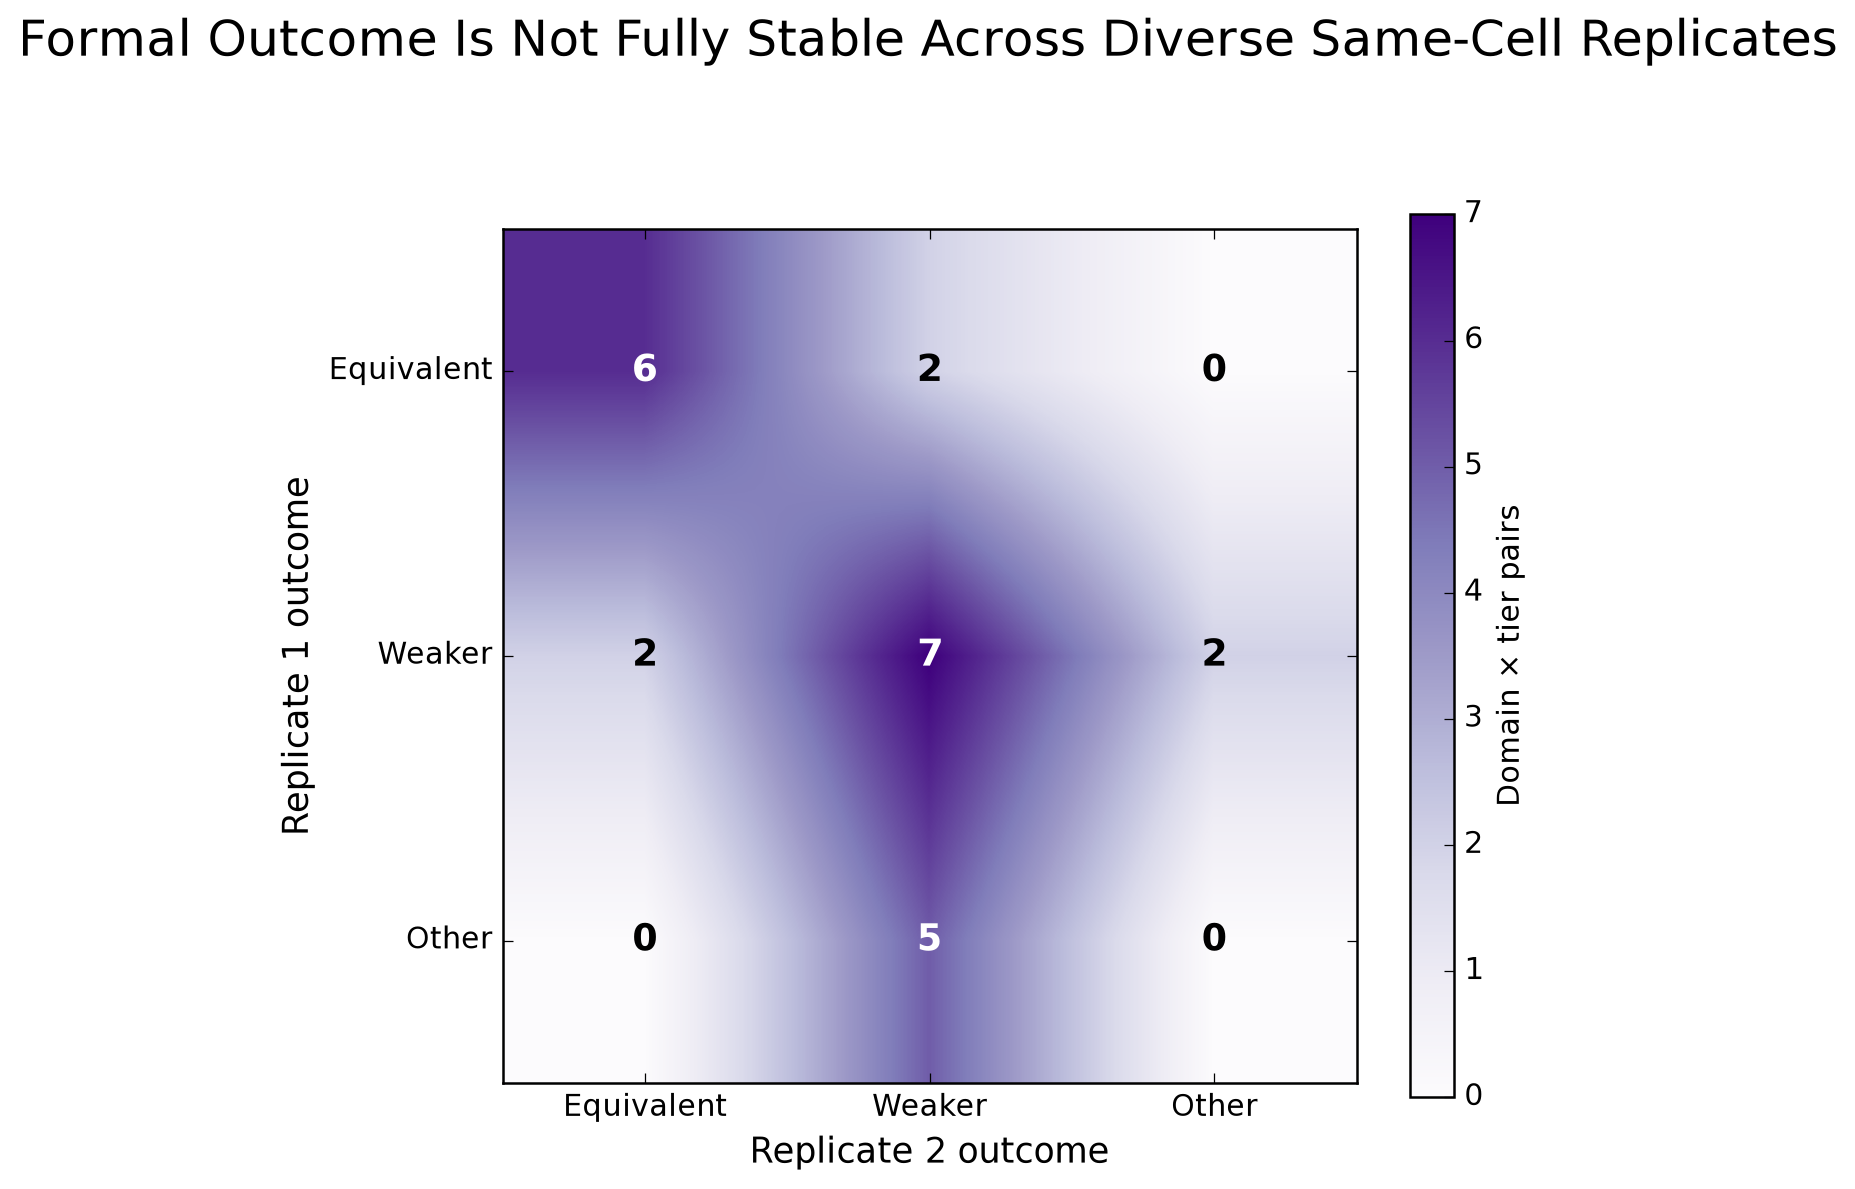 Formal Outcome Is Not Fully Stable Across Diverse Same-Cell Replicates
Replicate 1 outcome
Equivalent
6 2 0
Weaker
2 7 2
Other
0 5 0
Equivalent Weaker Other
Replicate 2 outcome
7
6
5
4
3
2
1
0
Domain × tier pairs